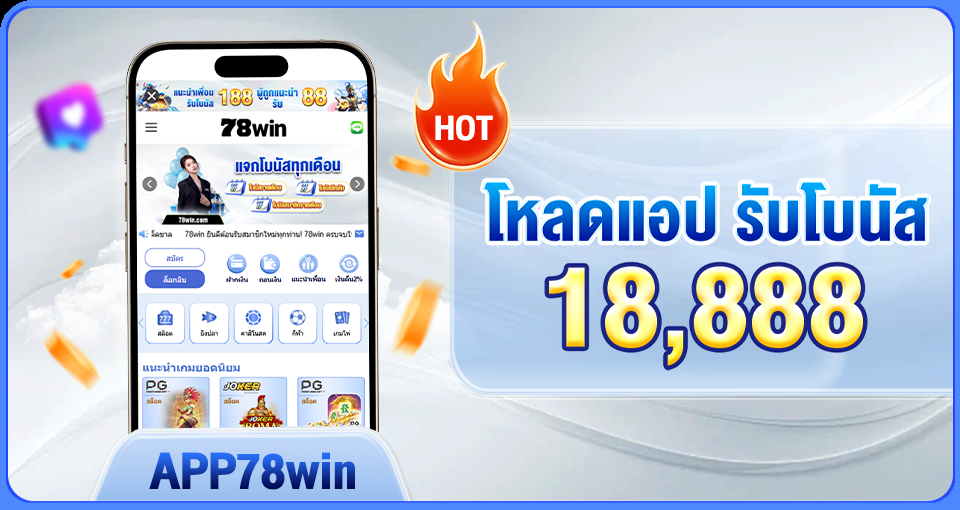 แนะนำเพื่อน
รับโบนัส
188
ผู้ถูกแนะนำ
รับ
88
78win
แจกโบนัสทุกเดือน
78win.com
78win ยินดีต้อนรับสมาชิกใหม่ทุกท่าน! 78win ครบจบใ
สมัคร
ล็อกอิน
ฝากเงิน
ถอนเงิน
แนะนำเพื่อน
เงินคืน2%
สล็อต
ยิงปลา
คาสิโนสด
กีฬา
เกมไพ่
แนะนำเกมยอดนิยม
PG
สล็อต
JOKER
สล็อต
JOKER
ROMA
PG
สล็อต
APP78win
HOT
โหลดแอป รับโบนัส
18,888